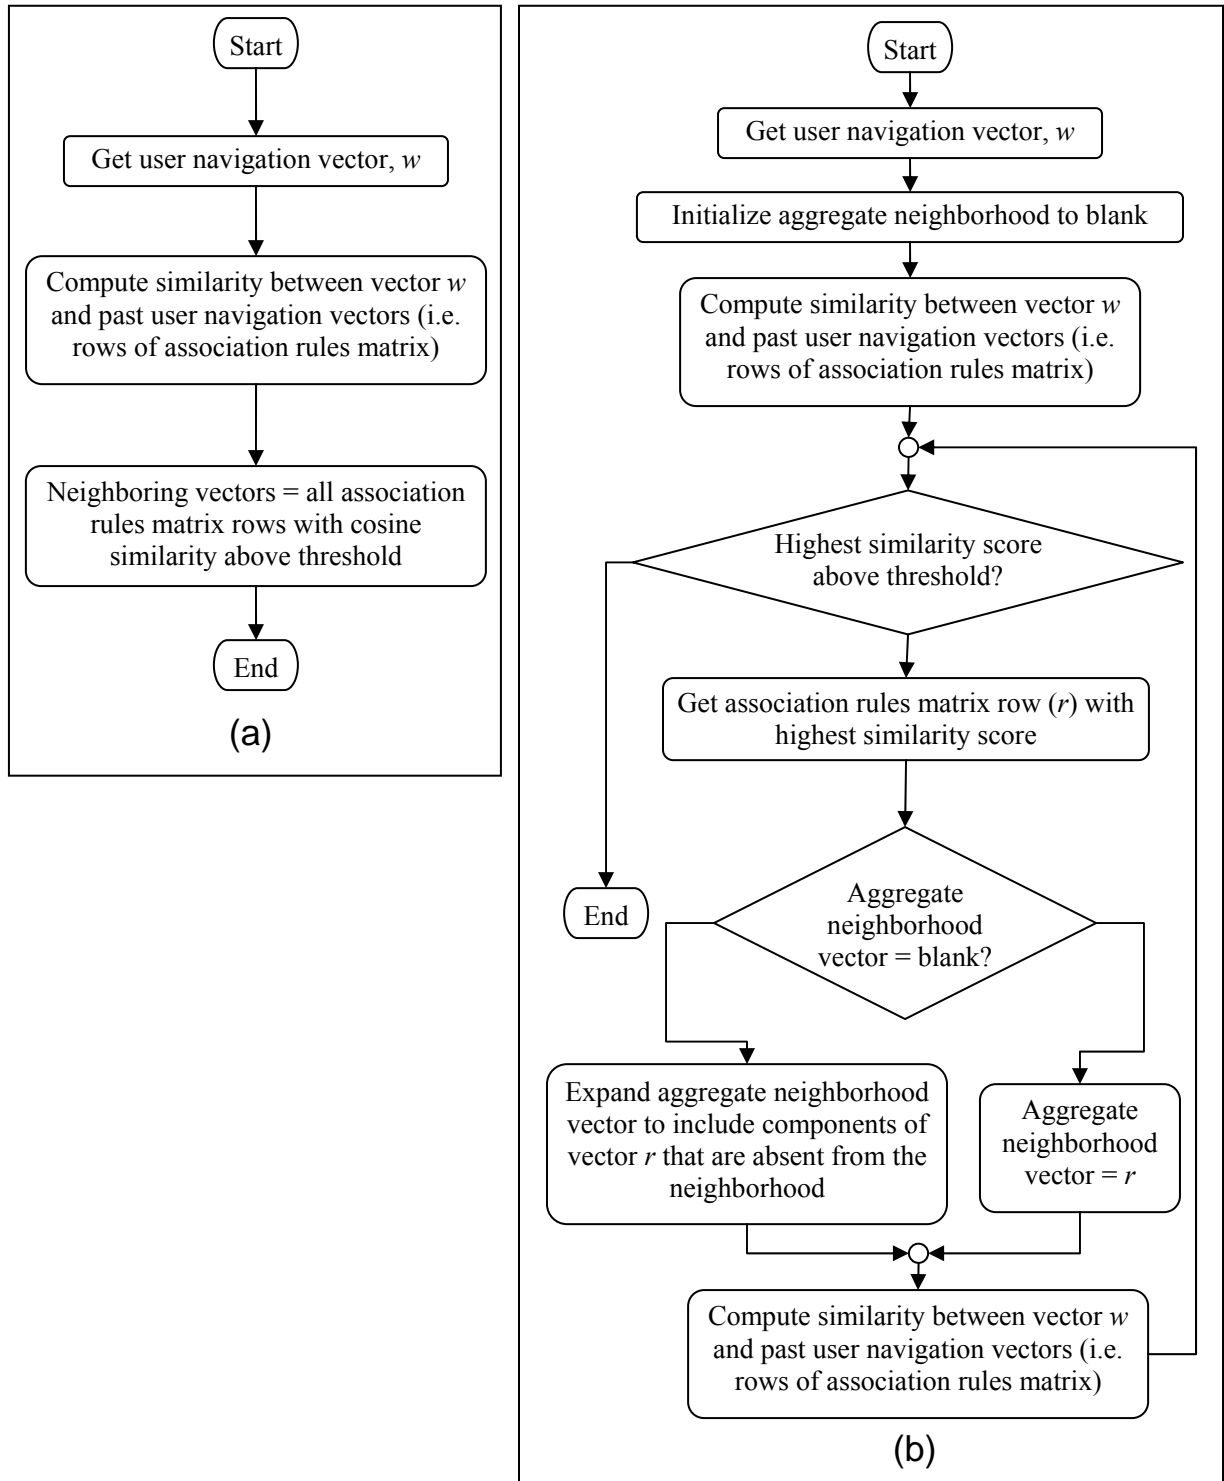 Start
Get user navigation vector, w
Compute similarity between vector w
and past user navigation vectors (i.e.
rows of association rules matrix)
Neighboring vectors = all association
rules matrix rows with cosine
similarity above threshold
End
(a)
Start
Get user navigation vector, w
Initialize aggregate neighborhood to blank
Compute similarity between vector w
and past user navigation vectors (i.e.
rows of association rules matrix)
Highest similarity score
above threshold?
Get association rules matrix row (r) with
highest similarity score
End
Aggregate
neighborhood
vector = blank?
Expand aggregate neighborhood
vector to include components of
vector r that are absent from the
neighborhood
Aggregate
neighborhood
vector = r
Compute similarity between vector w
and past user navigation vectors (i.e.
rows of association rules matrix)
(b)